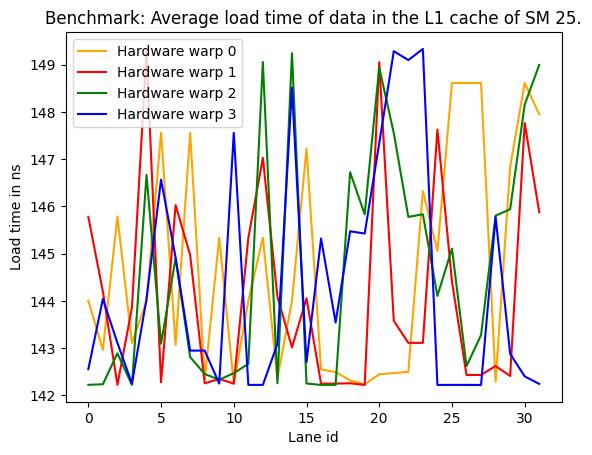 Benchmark: Average load time of data in the L1 cache of SM 25.
Hardware warp 0
Hardware warp 1
Hardware warp 2
Hardware warp 3
149
148
147
146
145
144
143
142
Load time in ns
0 5 10 15 20 25 30
Lane id